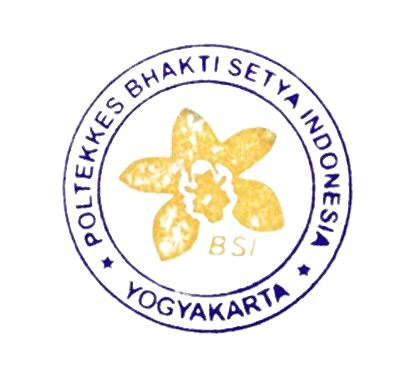 POLTEKKES BHAKTI SETYA INDONESIA
YOGYAKARTA
BSI